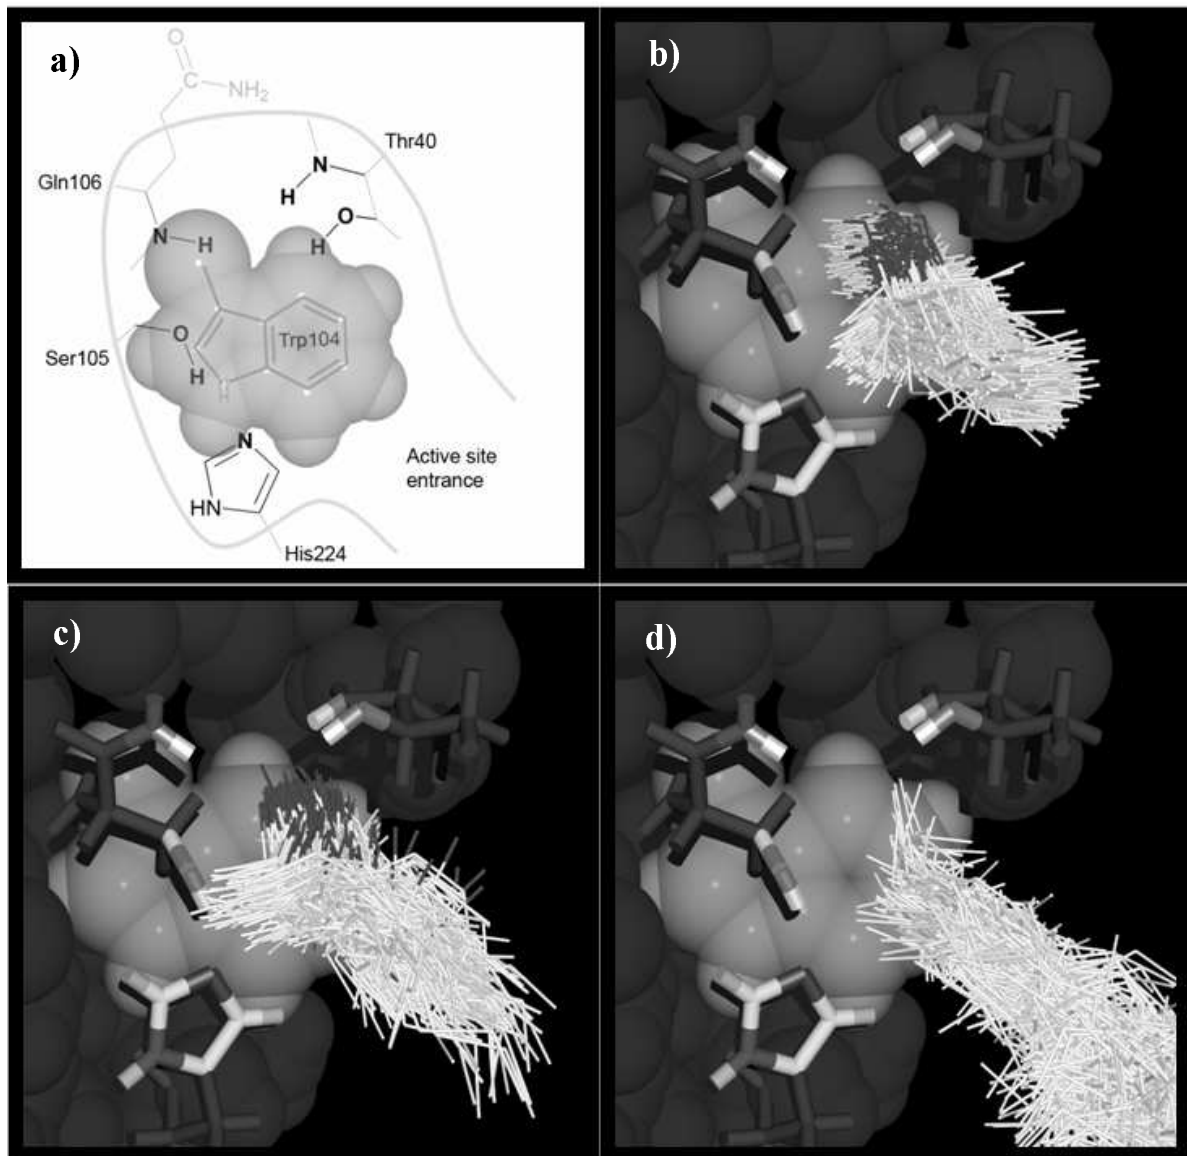 a)
O
C
NH2
Thr40
N
H
Gln106
O
H
N
H
O
Trp104
Ser105
H
H
N
Active site
entrance
HN
His224
b)
c)
d)